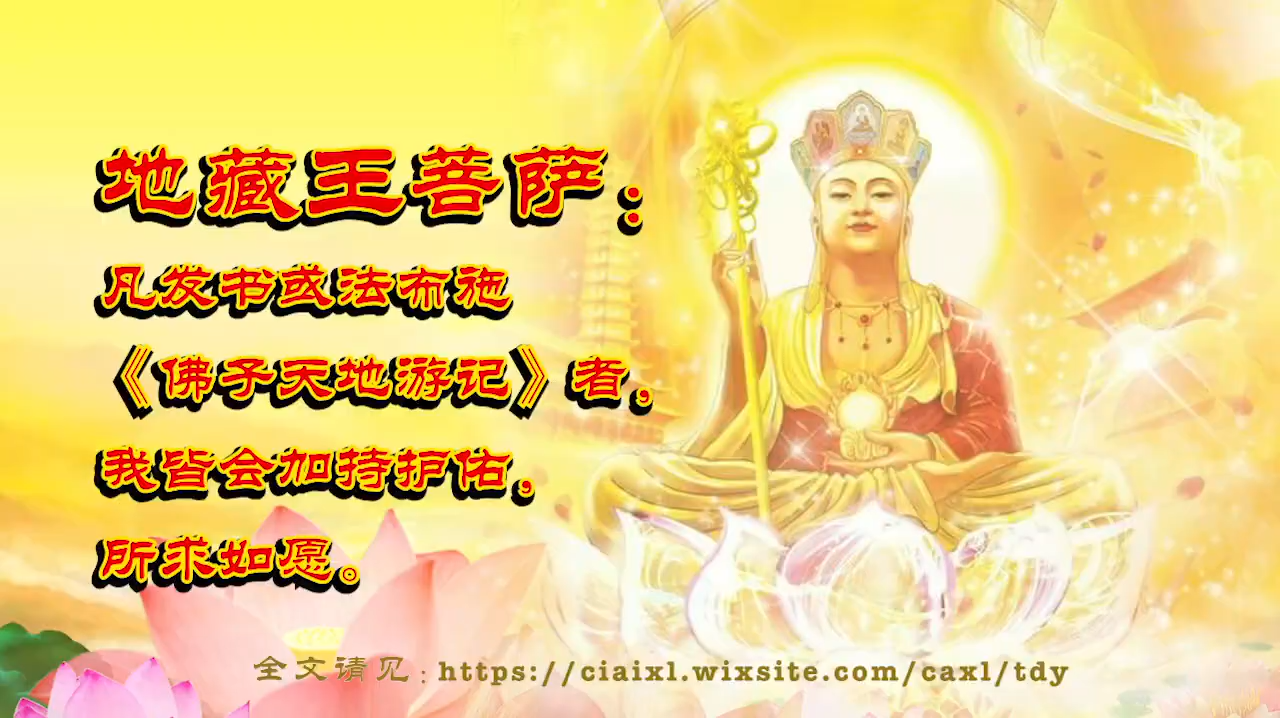 地藏王菩萨：
凡发书或法布施
《佛子天地游记》者，
我皆会加持护佑，
所求如愿。
全文请见：https://ciaixl.wixsite.com/caxl/tdy